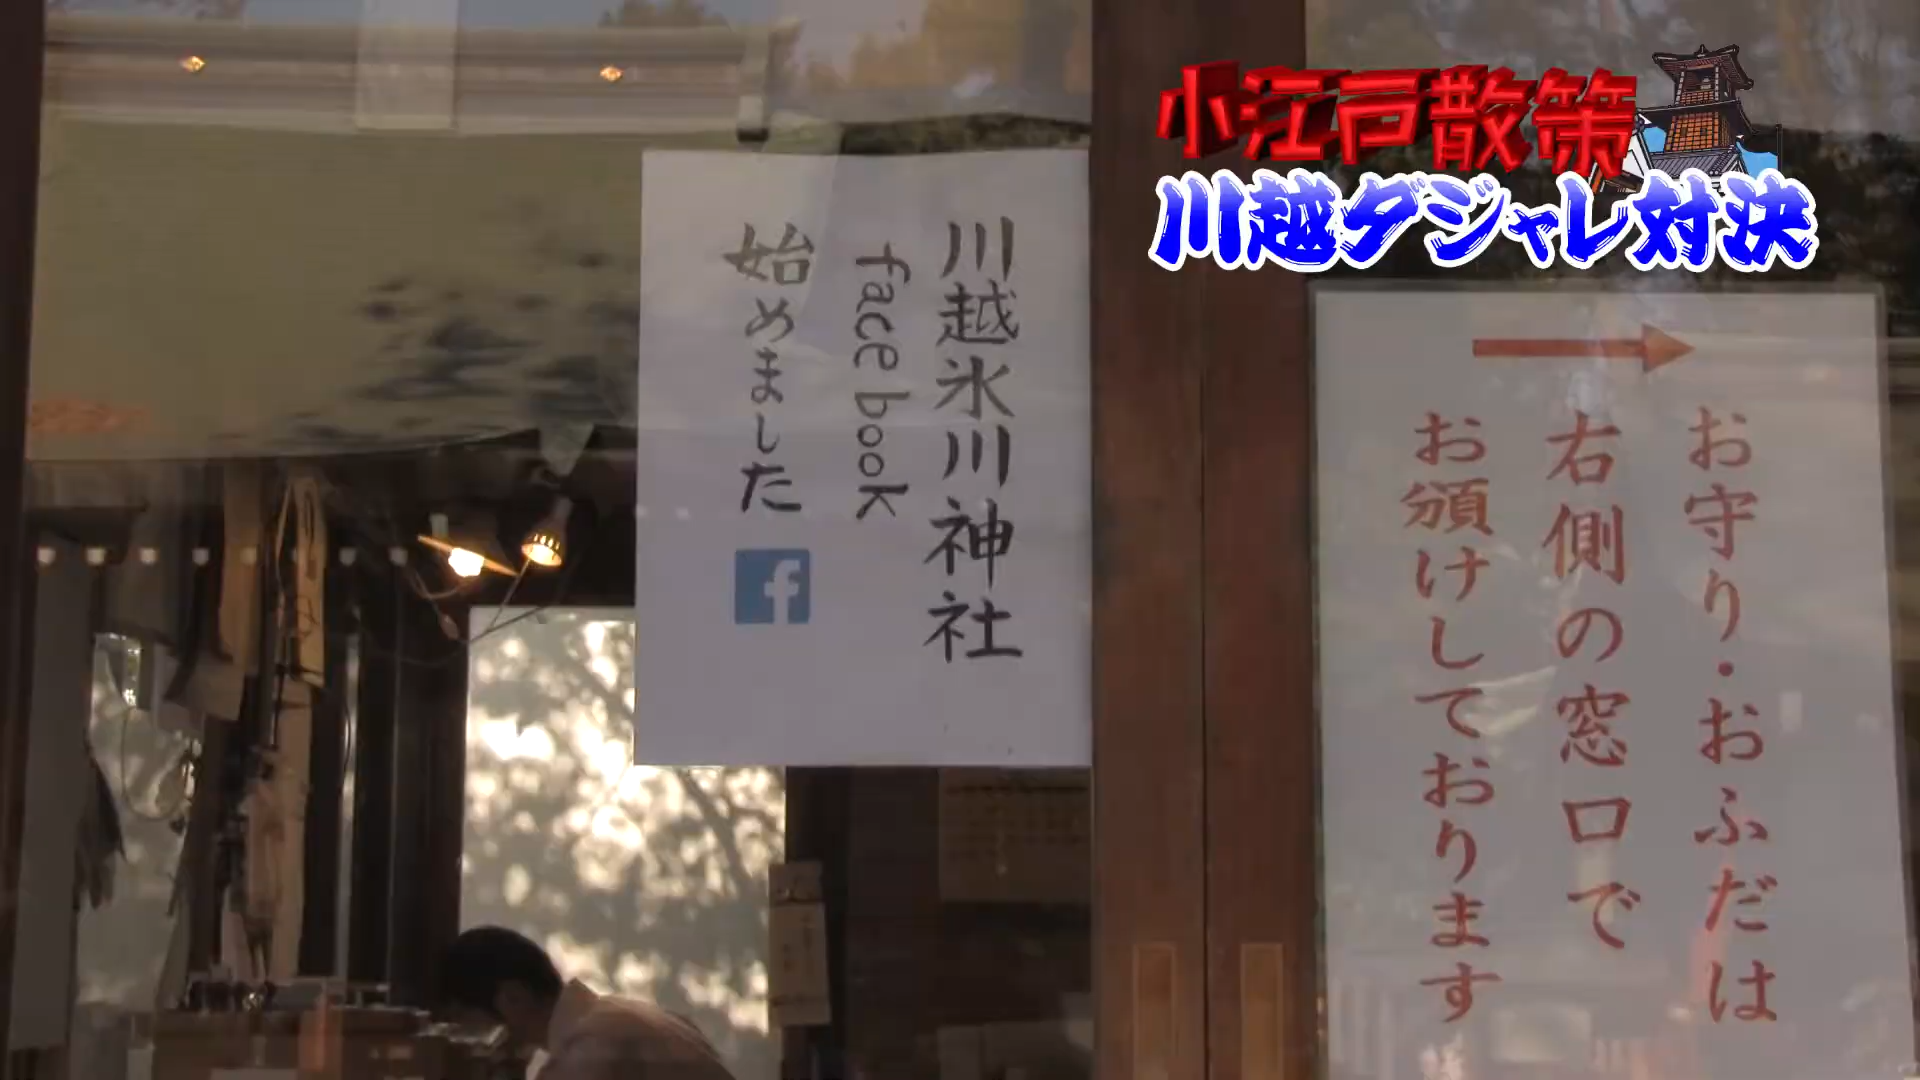 小江戸散策
川越ダジャレ対決
川越氷川神社
facebook
始めました
お守り・おふだは
右側の窓口で
お頒けしております